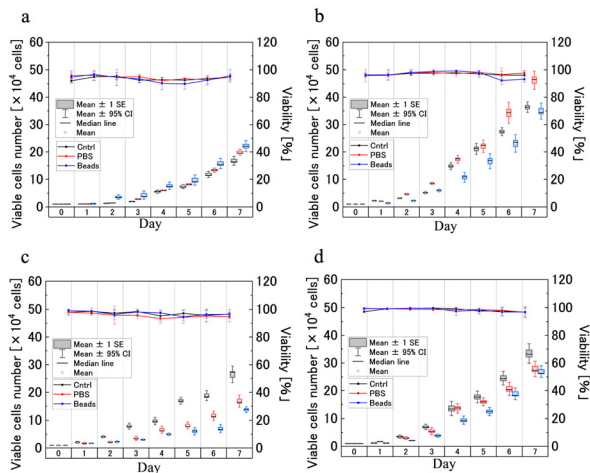 a
60
50
40
30
20
10
0
120
100
80
60
40
20
0
Viable cells number [×10⁴ cells]
Viability [%]
Mean ± 1 SE
Mean ± 95% CI
Median line
Mean
Cntrl
PBS
Beads
0 1 2 3 4 5 6 7
Day
b
60
50
40
30
20
10
0
120
100
80
60
40
20
0
Viable cells number [×10⁴ cells]
Viability [%]
Mean ± 1 SE
Mean ± 95% CI
Median line
Mean
Cntrl
PBS
Beads
0 1 2 3 4 5 6 7
Day
c
60
50
40
30
20
10
0
120
100
80
60
40
20
0
Viable cells number [×10⁴ cells]
Viability [%]
Mean ± 1 SE
Mean ± 95% CI
Median line
Mean
Cntrl
PBS
Beads
0 1 2 3 4 5 6 7
Day
d
60
50
40
30
20
10
0
120
100
80
60
40
20
0
Viable cells number [×10⁴ cells]
Viability [%]
Mean ± 1 SE
Mean ± 95% CI
Median line
Mean
Cntrl
PBS
Beads
0 1 2 3 4 5 6 7
Day